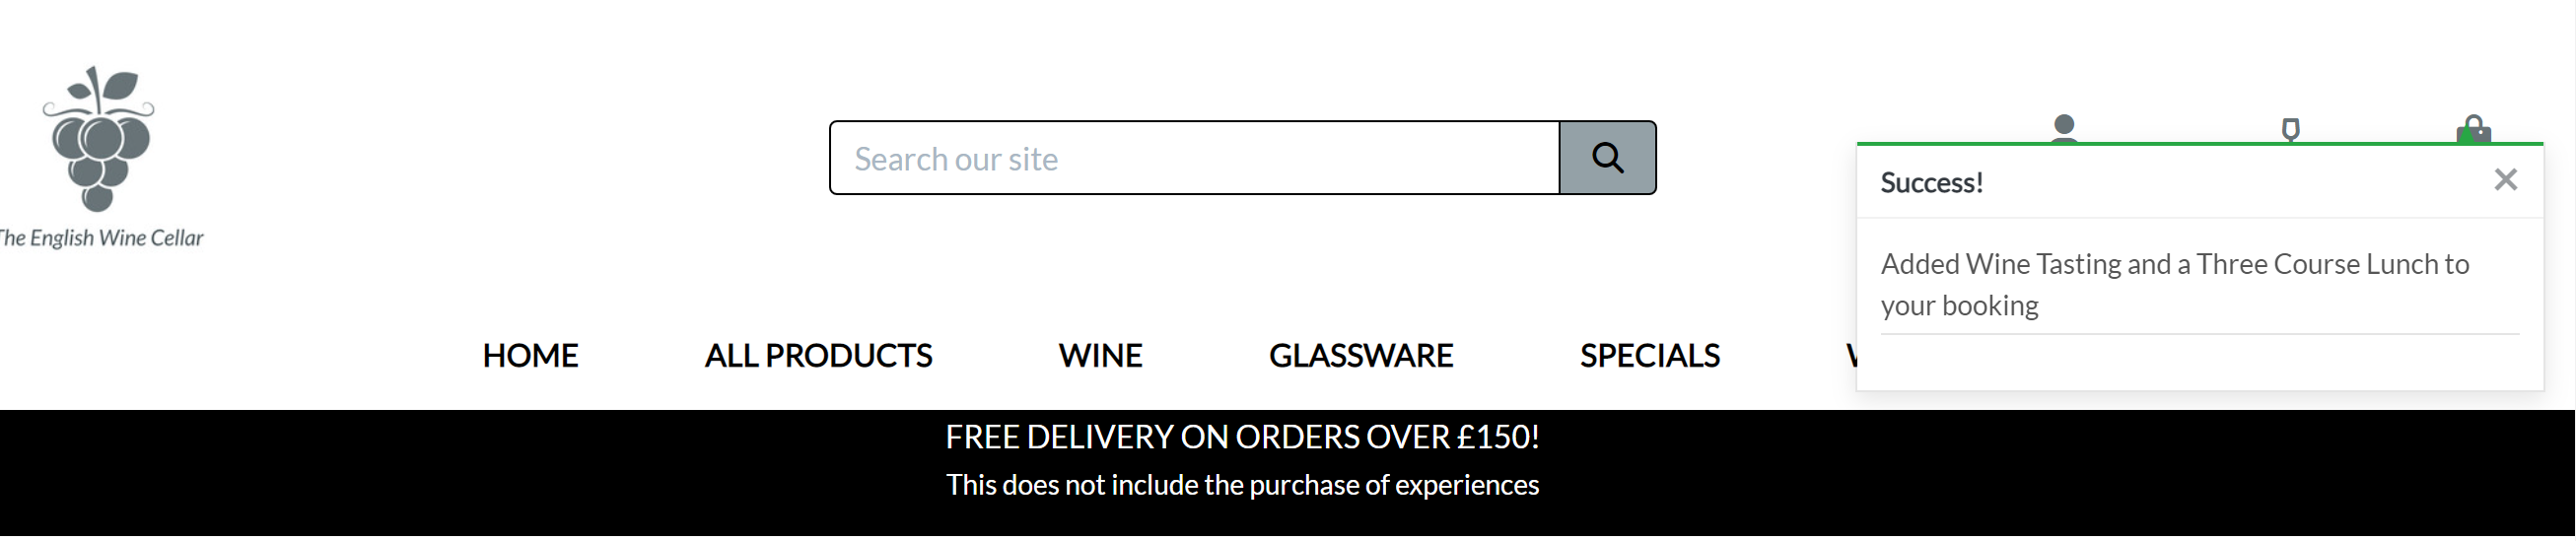 The English Wine Cellar
Search our site
Success!
Added Wine Tasting and a Three Course Lunch to
your booking
HOME ALL PRODUCTS WINE GLASSWARE SPECIALS
FREE DELIVERY ON ORDERS OVER £150!
This does not include the purchase of experiences